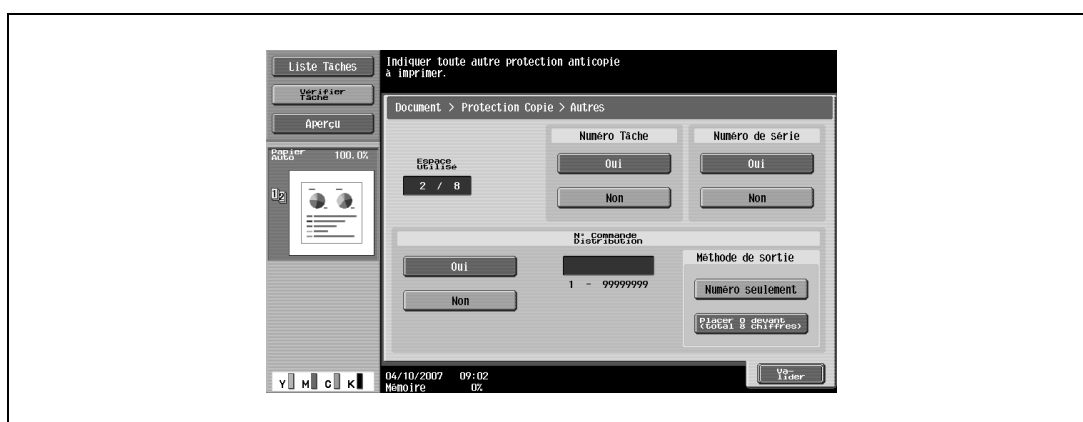 Liste Tâches
Vérifier
Tâche
Aperçu
Papier
Auto 100.0%
Indiquer toute autre protection anticopie
à imprimer.
Document > Protection Copie > Autres
Espace
utilisé
2 / 8
Numéro Tâche
Oui
Non
Numéro de série
Oui
Non
N° Commande
Distribution
Oui
Non
1 - 99999999
Méthode de sortie
Numéro seulement
Placer 0 devant
(total 8 chiffres)
Y M C K
04/10/2007 09:02
Mémoire 0%
Va-
lider